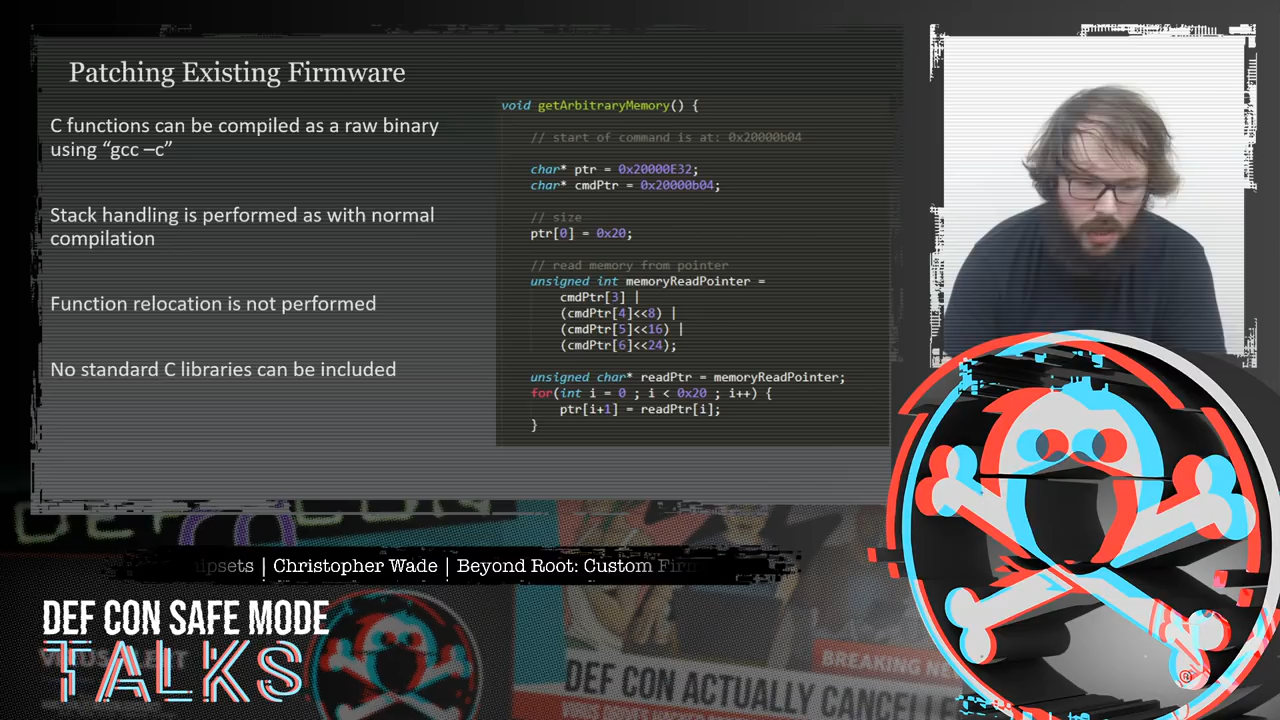 Patching Existing Firmware
C functions can be compiled as a raw binary
using “gcc –c”
Stack handling is performed as with normal
compilation
Function relocation is not performed
No standard C libraries can be included
void getArbitraryMemory() {
// start of command is at: 0x20000b04
char* ptr = 0x20000E32;
char* cmdPtr = 0x20000b04;
// size
ptr[0] = 0x20;
// read memory from pointer
unsigned int memoryReadPointer =
cmdPtr[3] |
(cmdPtr[4]<<8) |
(cmdPtr[5]<<16) |
(cmdPtr[6]<<24);
unsigned char* readPtr = memoryReadPointer;
for(int i = 0 ; i < 0x20 ; i++) {
ptr[i+1] = readPtr[i];
}
ipsets | Christopher Wade | Beyond Root: Custom Firm
DEF CON SAFE MODE
TALKS
DEF CON
BREAKING NE
DEF CON ACTUALLY CANCELLE
®